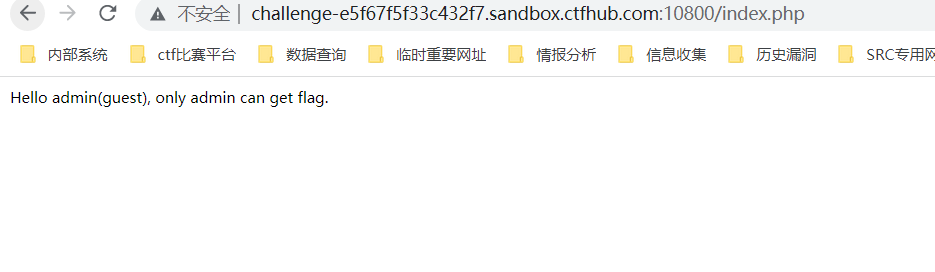 不安全 | challenge-e5f67f5f33c432f7.sandbox.ctfhub.com:10800/index.php
内部系统 ctf比赛平台 数据查询 临时重要网址 情报分析 信息收集 历史漏洞 SRC专用网
Hello admin(guest), only admin can get flag.